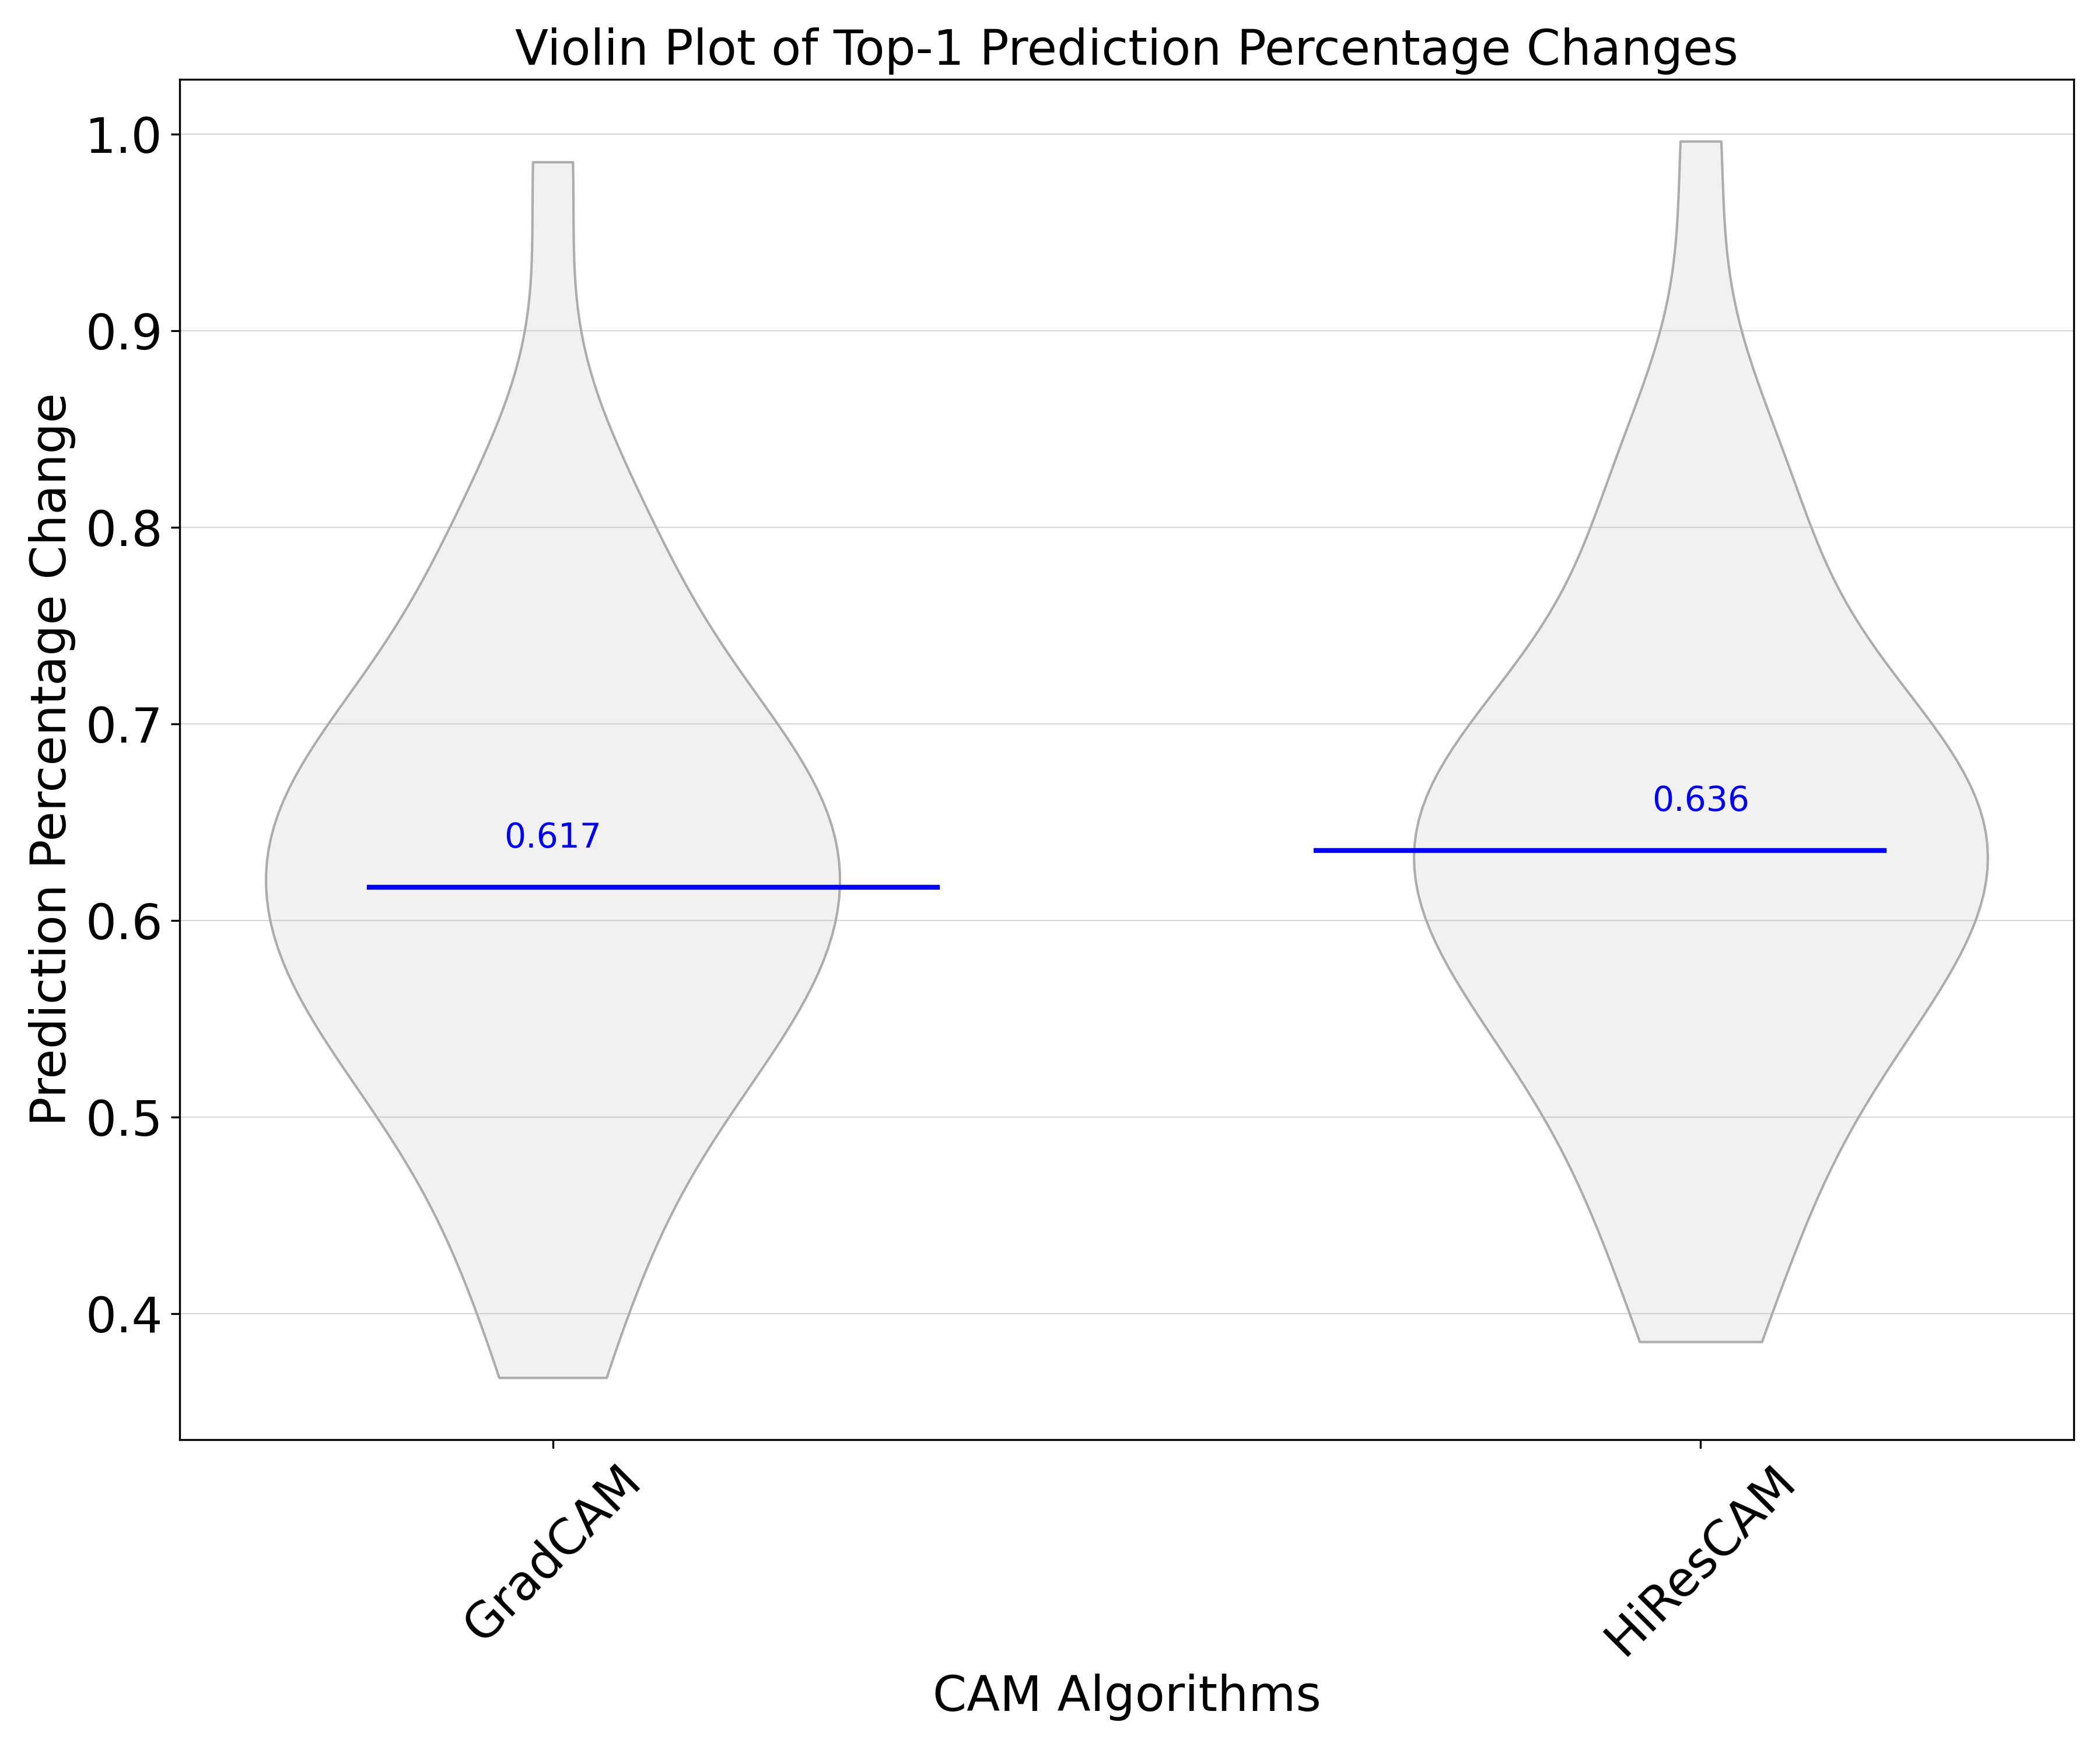 Violin Plot of Top-1 Prediction Percentage Changes
Prediction Percentage Change
1.0
0.9
0.8
0.7
0.6
0.5
0.4
0.617
0.636
GradCAM
HiResCAM
CAM Algorithms